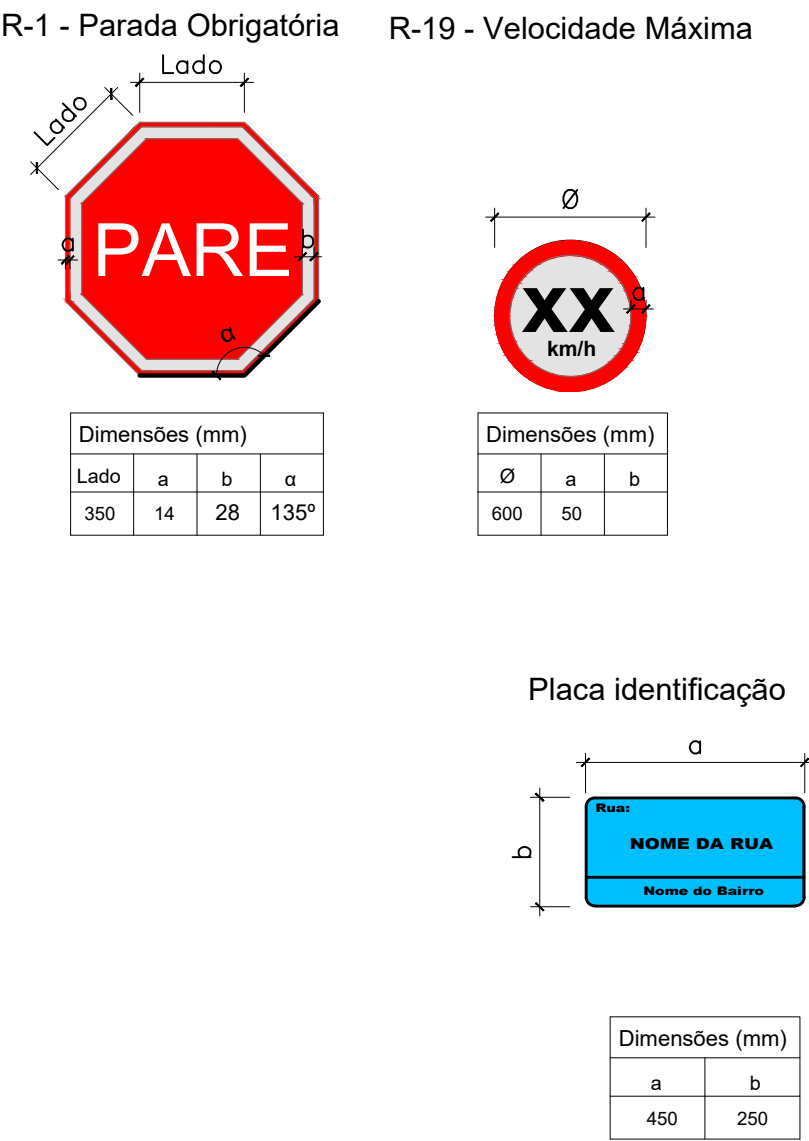 R-1 - Parada Obrigatória
Lado
Lado
a
PARE
b
α
Dimensões (mm)
Lado a b α
350 14 28 135º
R-19 - Velocidade Máxima
Ø
a
XX
km/h
Dimensões (mm)
Ø a b
600 50
Placa identificação
a
b
Rua:
NOME DA RUA
Nome do Bairro
Dimensões (mm)
a b
450 250